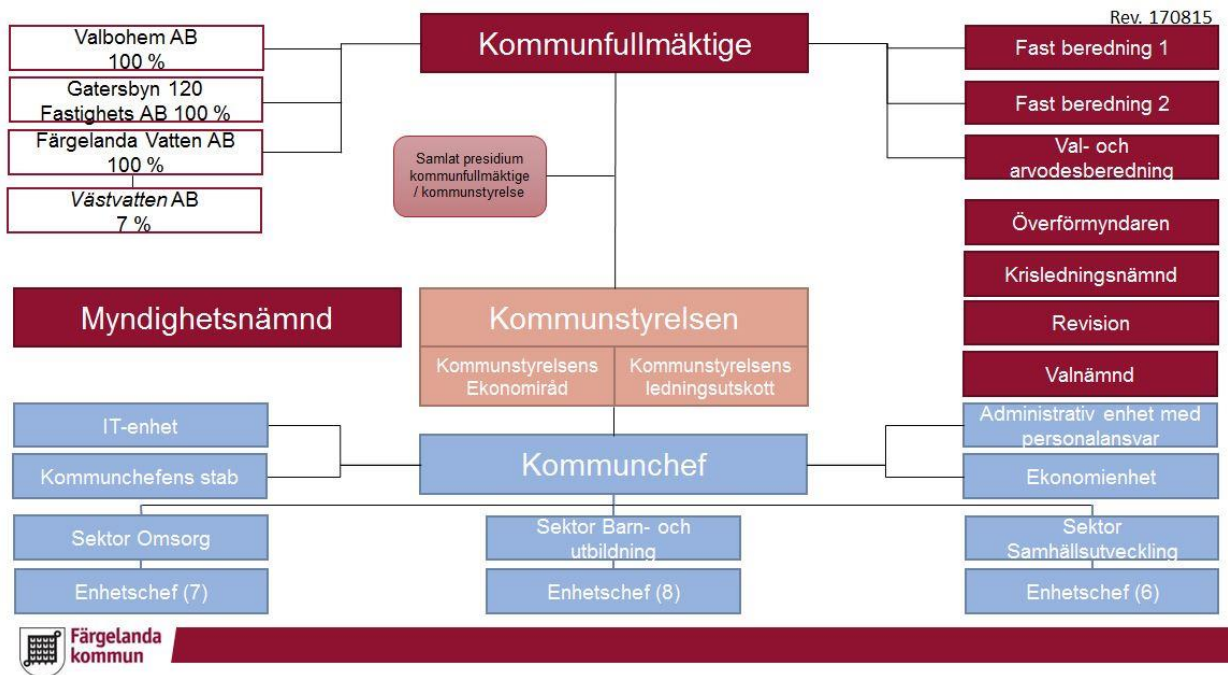 Rev. 170815
Valbohem AB
100 %
Gatersbyn 120
Fastighets AB 100 %
Färgelanda Vatten AB
100 %
Västvatten AB
7 %
Kommunfullmäktige
Samlat presidium
kommunfullmäktige
/ kommunstyrelse
Fast beredning 1
Fast beredning 2
Val- och
arvodesberedning
Överförmyndaren
Krisledningsnämnd
Revision
Valnämnd
Myndighetsnämnd
Kommunstyrelsen
Kommunstyrelsens
Ekonomiråd
Kommunstyrelsens
ledningsutskott
IT-enhet
Kommunchefens stab
Kommunchef
Administrativ enhet med
personalansvar
Ekonomienhet
Sektor Omsorg
Enhetschef (7)
Sektor Barn- och
utbildning
Enhetschef (8)
Sektor
Samhällsutveckling
Enhetschef (6)
Färgelanda
kommun